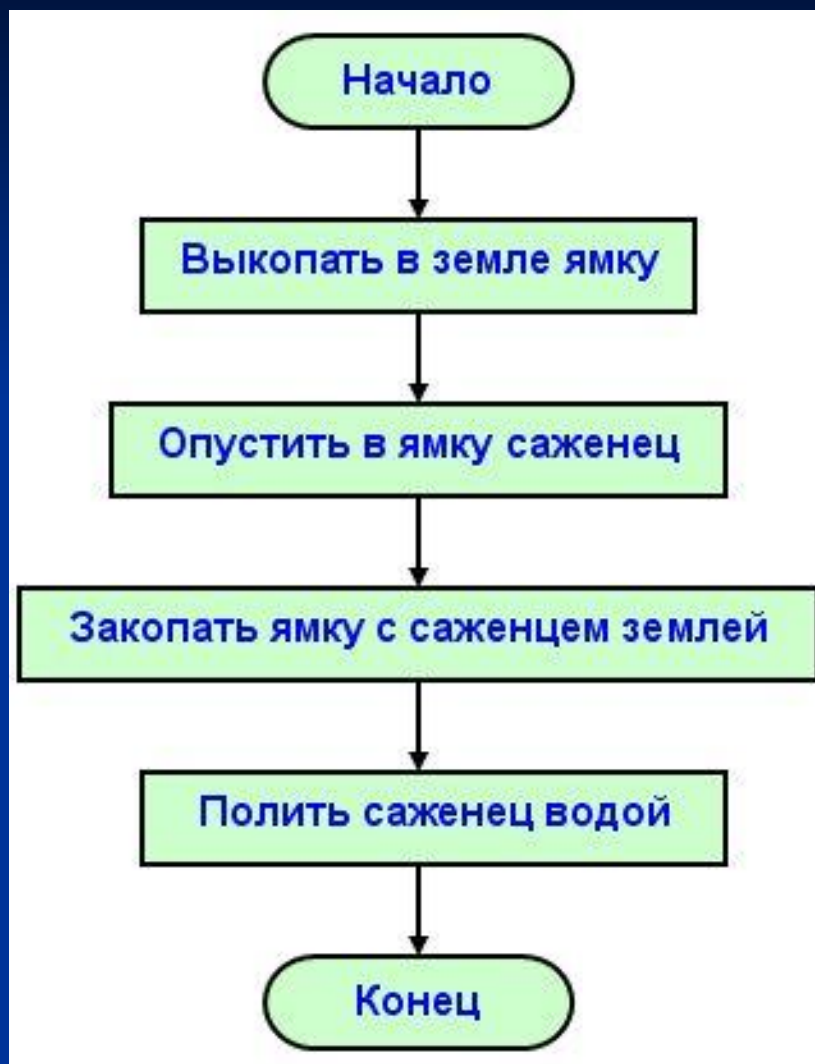 Начало
Выкопать в земле ямку
Опустить в ямку саженец
Закопать ямку с саженцем землей
Полить саженец водой
Конец